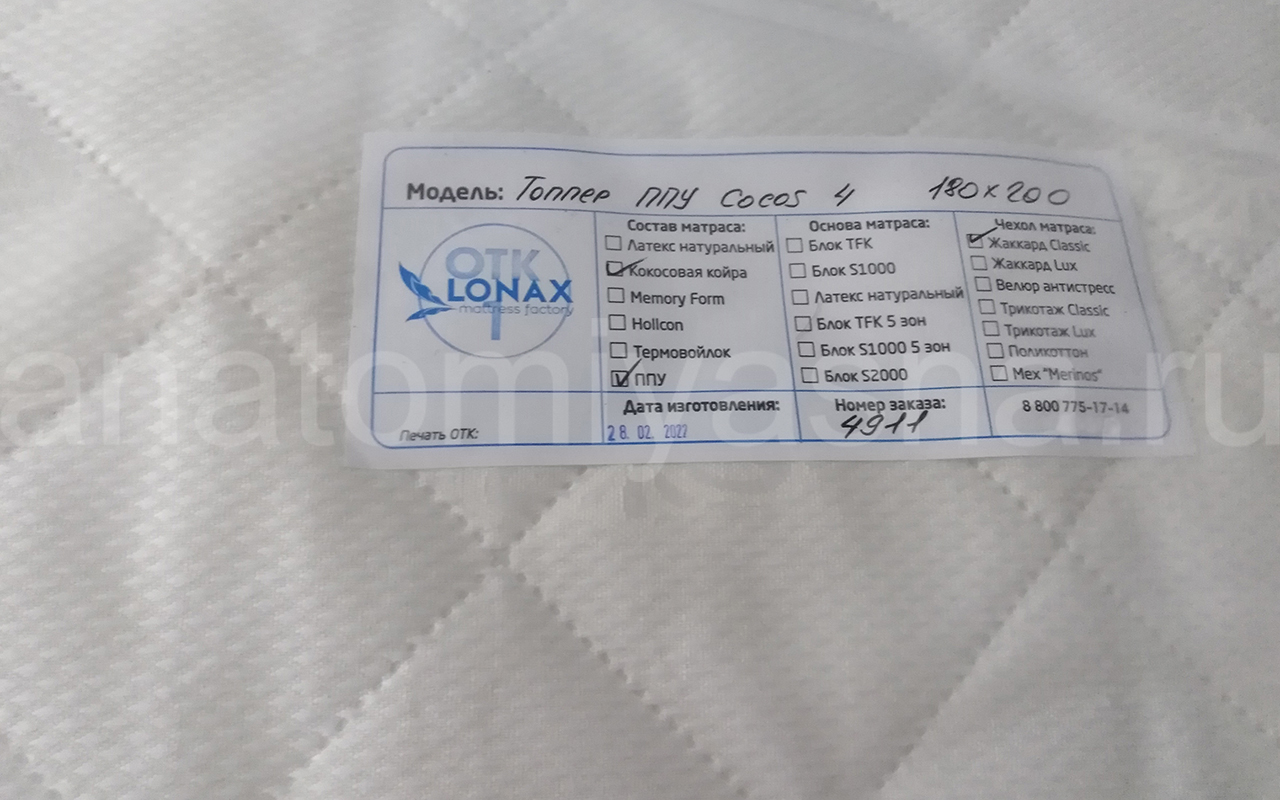 Модель: Топпер ППУ Cocos 4 180x200
ОТК
LONAX
mattress factory
1
Состав матраса:
Латекс натуральный
Кокосовая койра
Memory Form
Hollcon
Термовойлок
ППУ
Основа матраса:
Блок TFK
Блок S1000
Латекс натуральный
Блок TFK 5 зон
Блок S1000 5 зон
Блок S2000
Чехол матраса:
Жаккард Classic
Жаккард Lux
Велюр антистресс
Трикотаж Classic
Трикотаж Lux
Поликоттон
Мех "Merinos"
Печать ОТК:
Дата изготовления:
28. 02. 2022
Номер заказа:
4911
8 800 775-17-14
anatomiyasna.ru